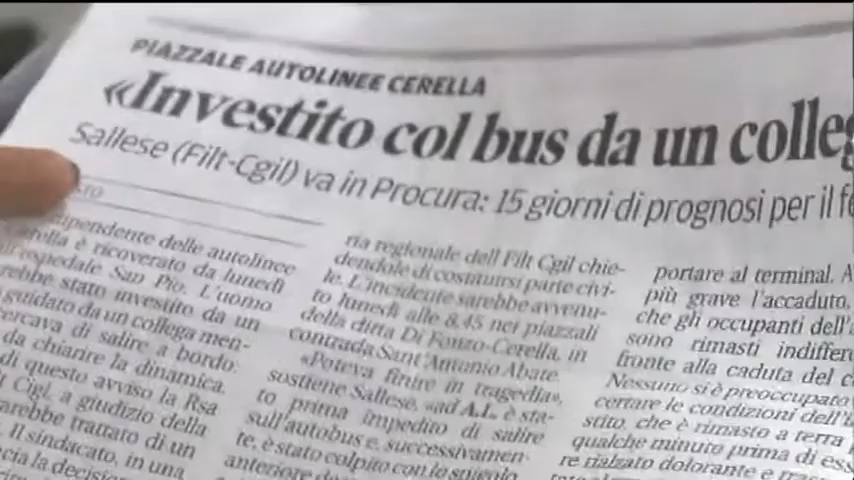 PIAZZALE AUTOLINEE CERELLA
«Investito col bus da un colleg
Sallese (Filt-Cgil) va in Procura: 15 giorni di prognosi per il fe
dipendente delle autolinee
è ricoverato da lunedì
ospedale San Pio. L'uomo
rebbe stato investito da un
guidato da un collega men-
cercava di salire a bordo:
da chiarire la dinamica.
di questo avviso la Rsa
Cigl, a giudizio della
arebbe trattato di un
Il sindacato, in una
cia la decisio
ria regionale dell Filt Cgil chie-
dendole di costituirsi parte civi-
le. L'incidente sarebbe avvenu-
to lunedì alle 8,45 nei piazzali
della ditta Di Fonzo-Cerella, in
contrada Sant'Antonio Abate.
«Poteva finire in tragedia»,
sostiene Sallese, «ad A.L. è sta-
to prima impedito di salire
sull'autobus e, successivamen-
te, è stato colpito con lo spigolo
anteriore
portare al terminal. A
più grave l'accaduto,
che gli occupanti dell'a
sono rimasti indiffere
fronte alla caduta del c
Nessuno si è preoccupato
certare le condizioni dell'i
stito, che è rimasto a terra
qualche minuto prima di ess
re rialzato dolorante e tras